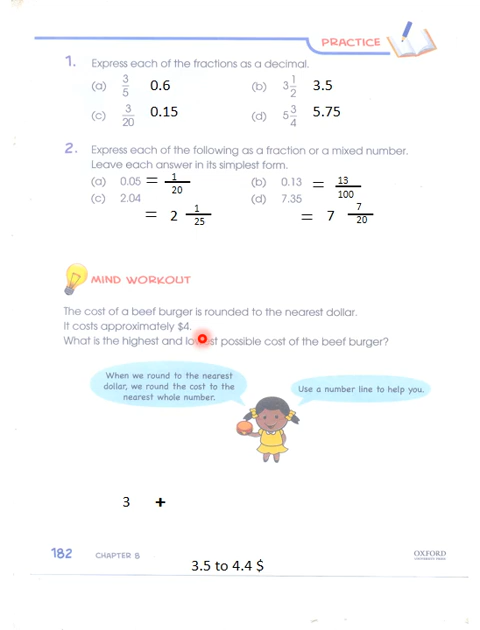 PRACTICE
1. Express each of the fractions as a decimal.
(a) 3/5 0.6 (b) 3 1/2 3.5
(c) 3/20 0.15 (d) 5 3/4 5.75
2. Express each of the following as a fraction or a mixed number.
Leave each answer in its simplest form.
(a) 0.05 = 1/20 (b) 0.13 = 13/100
(c) 2.04 (d) 7.35
= 2 1/25 = 7 7/20
MIND WORKOUT
The cost of a beef burger is rounded to the nearest dollar.
It costs approximately $4.
What is the highest and lo st possible cost of the beef burger?
When we round to the nearest
dollar, we round the cost to the
nearest whole number.
Use a number line to help you.
3 +
182 CHAPTER 8
OXFORD
3.5 to 4.4 $